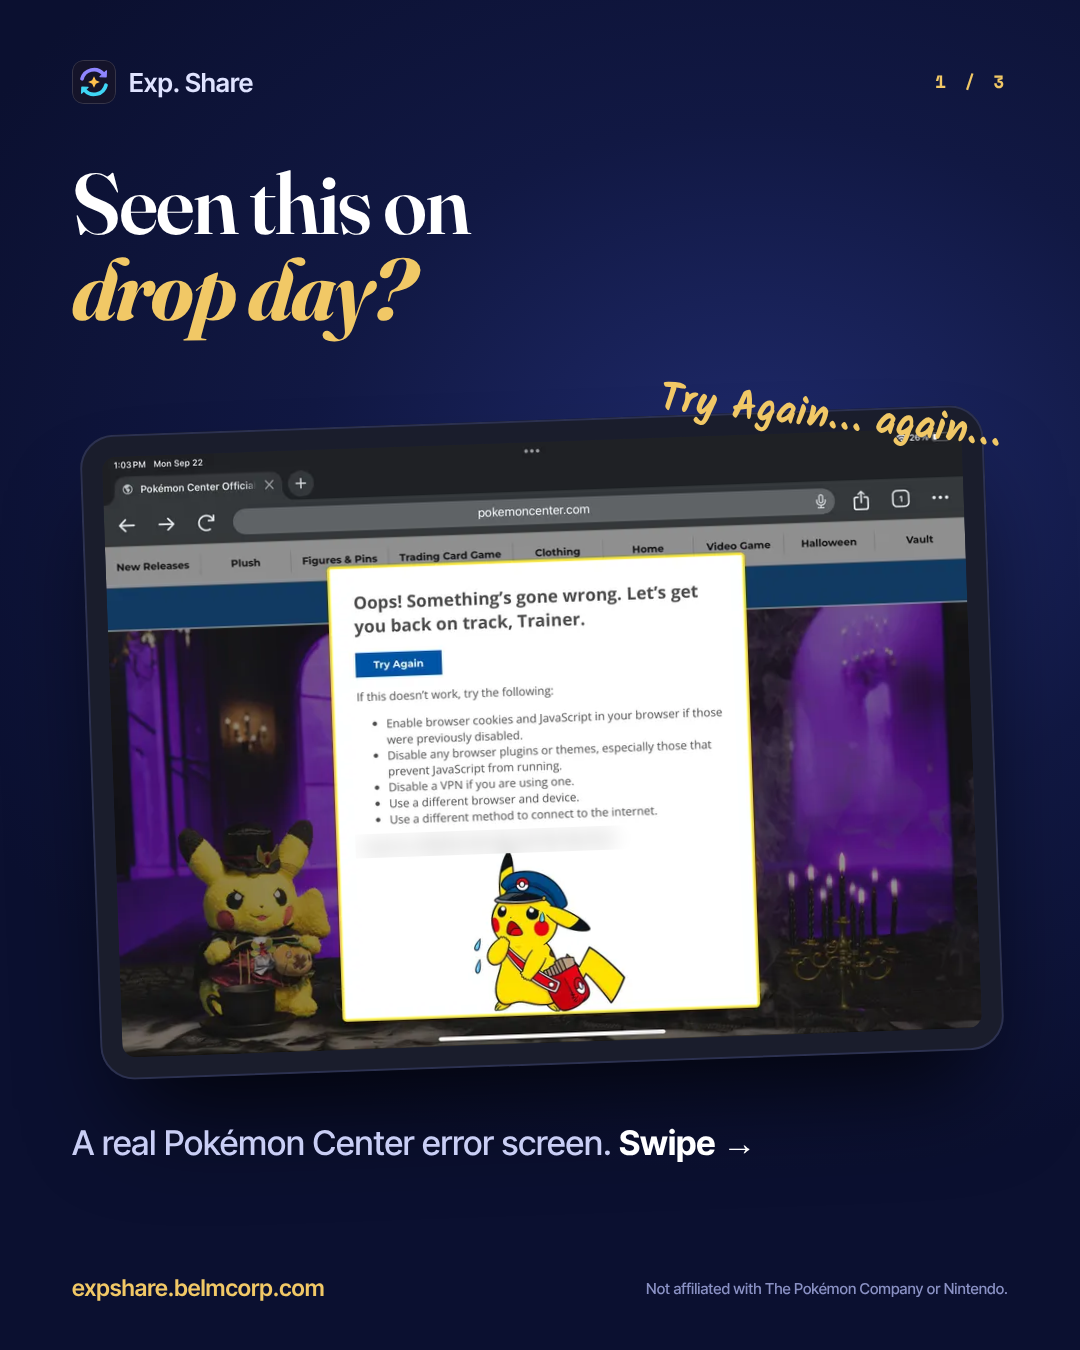 Exp. Share
1 / 3
Seen this on
drop day?
Try Again... again...
1:03 PM Mon Sep 22
Pokémon Center Officia
pokemoncenter.com
1
New Releases Plush Figures & Pins Trading Card Game Clothing Home Video Game Halloween Vault
Oops! Something's gone wrong. Let's get
you back on track, Trainer.
Try Again
If this doesn't work, try the following:
• Enable browser cookies and JavaScript in your browser if those
were previously disabled.
• Disable any browser plugins or themes, especially those that
prevent JavaScript from running.
• Disable a VPN if you are using one.
• Use a different browser and device.
• Use a different method to connect to the internet.
A real Pokémon Center error screen. Swipe →
expshare.belmcorp.com
Not affiliated with The Pokémon Company or Nintendo.